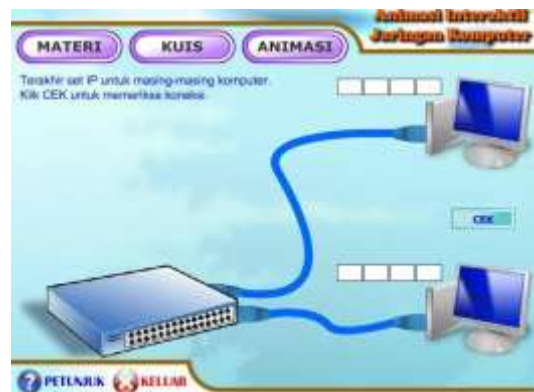 Animasi Interaktif
Jaringan Komputer
MATERI
KUIS
ANIMASI
Terakhir set IP untuk masing-masing komputer.
Klik CEK untuk memeriksa koneksi.
CEK
PETUNJUK
KELUAR